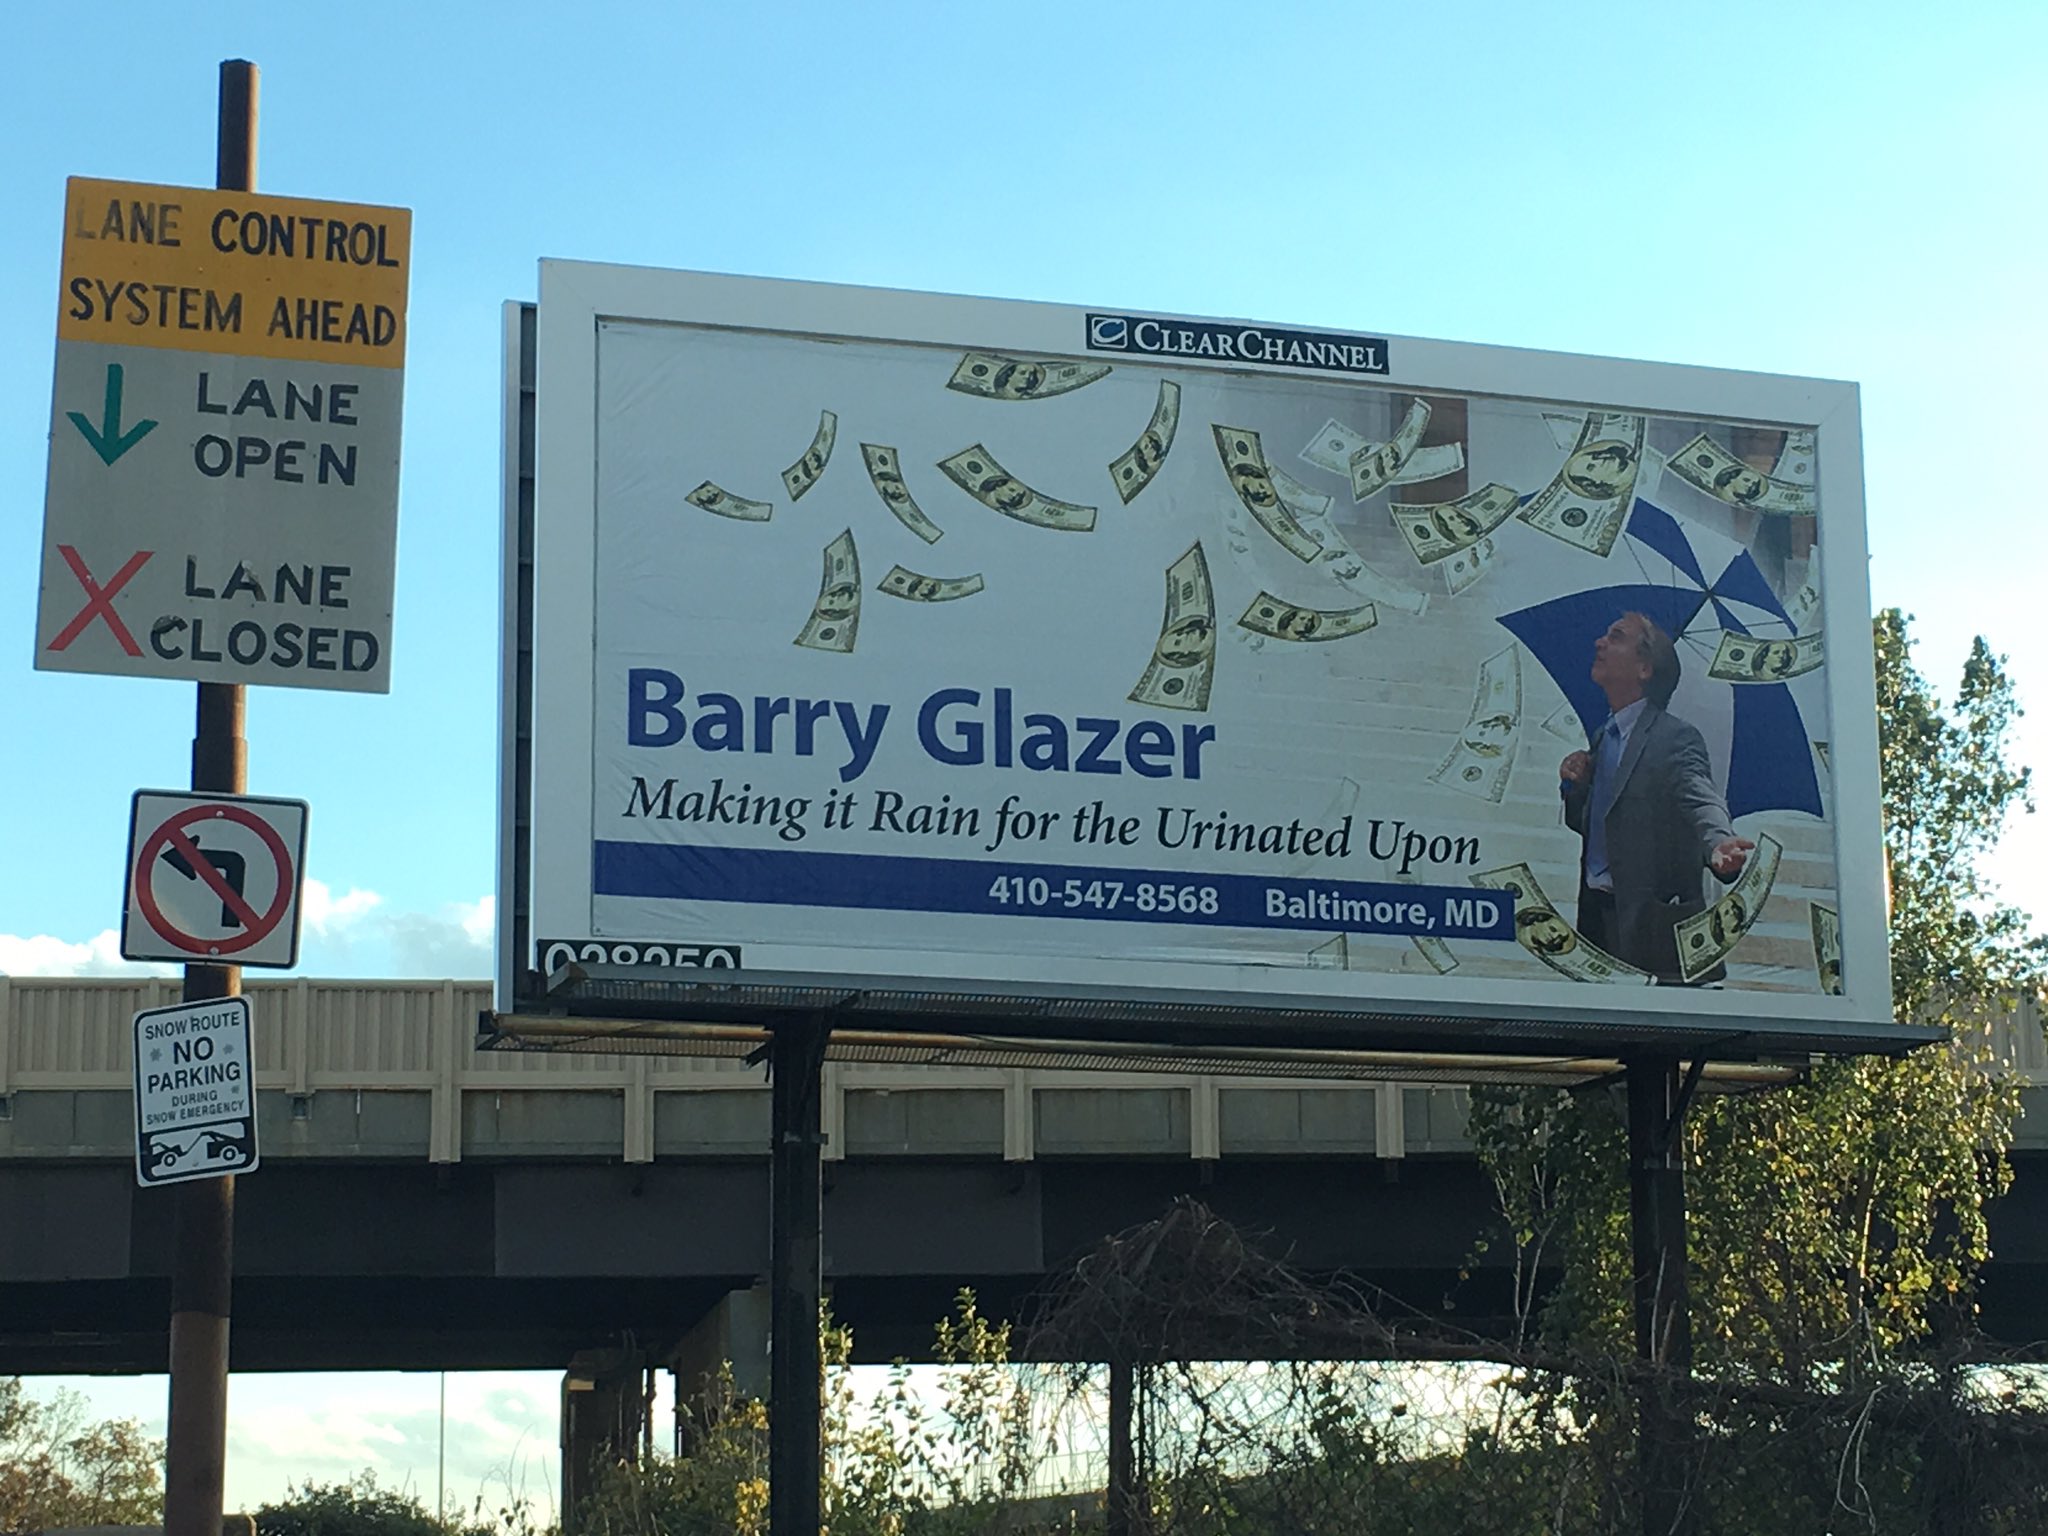 LANE CONTROL
SYSTEM AHEAD
LANE
OPEN
LANE
CLOSED
SNOW ROUTE
NO
PARKING
DURING
SNOW EMERGENCY
CLEARCHANNEL
Barry Glazer
Making it Rain for the Urinated Upon
410-547-8568 Baltimore, MD